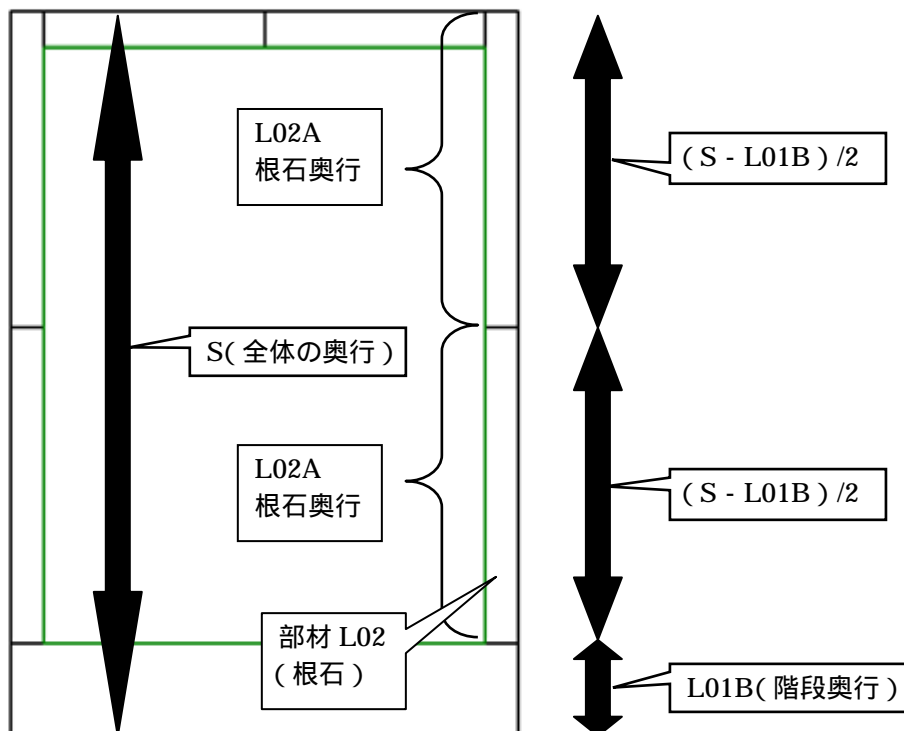 L02A
根石奥行
( S - L01B ) /2
S( 全体の奥行 )
L02A
根石奥行
( S - L01B ) /2
部材 L02
( 根石 )
L01B( 階段奥行 )